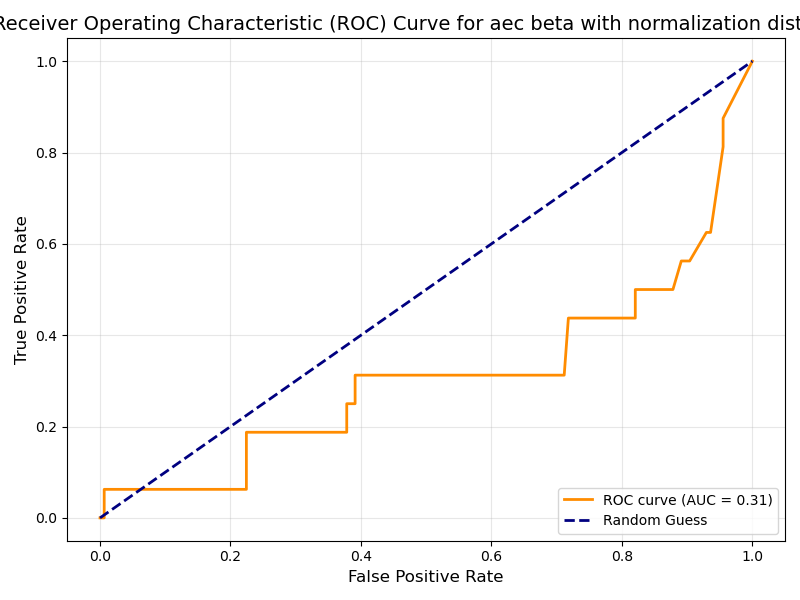 Receiver Operating Characteristic (ROC) Curve for aec beta with normalization dist
True Positive Rate
1.0
0.8
0.6
0.4
0.2
0.0
ROC curve (AUC = 0.31)
Random Guess
0.0 0.2 0.4 0.6 0.8 1.0
False Positive Rate